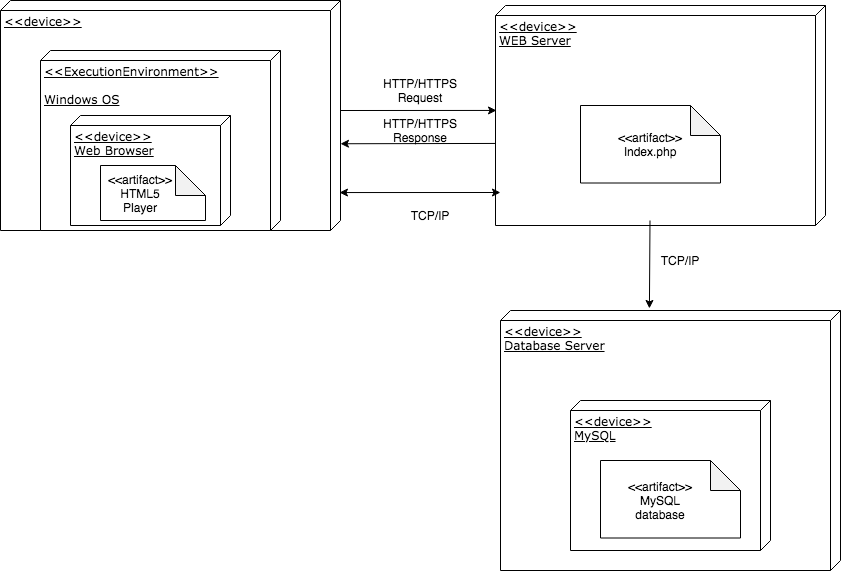 <<device>>
<<ExecutionEnvironment>>
Windows OS
<<device>>
Web Browser
<<artifact>>
HTML5
Player
HTTP/HTTPS
Request
HTTP/HTTPS
Response
TCP/IP
<<device>>
WEB Server
<<artifact>>
Index.php
TCP/IP
<<device>>
Database Server
<<device>>
MySQL
<<artifact>>
MySQL
database